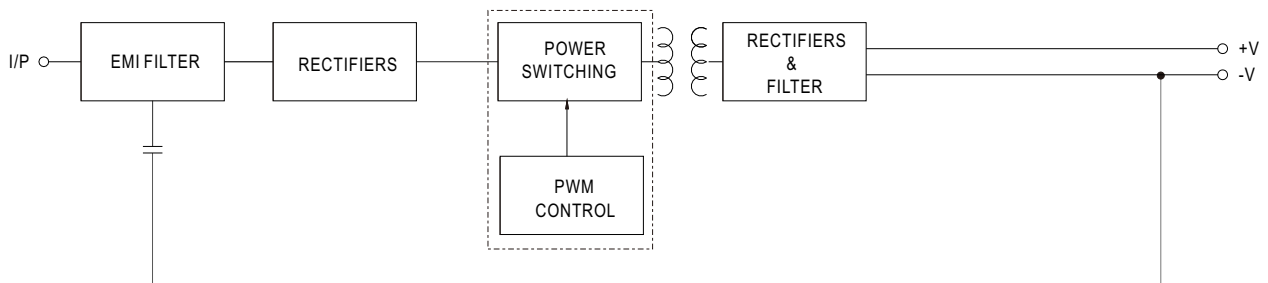 I/P
EMI FILTER
RECTIFIERS
POWER
SWITCHING
RECTIFIERS
&
FILTER
+V
-V
PWM
CONTROL